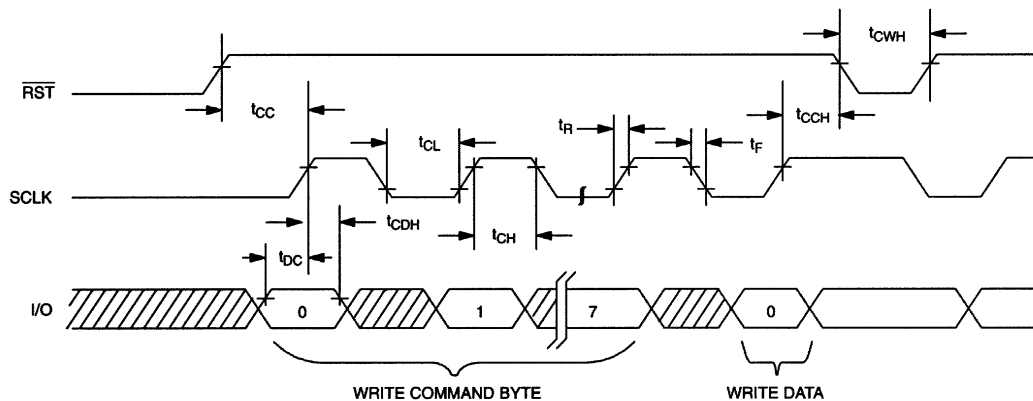 tCWH
RST
tCC
tCCH
tR
tF
tCL
SCLK
tCDH
tCH
tDC
I/O
0
1
7
0
WRITE COMMAND BYTE
WRITE DATA